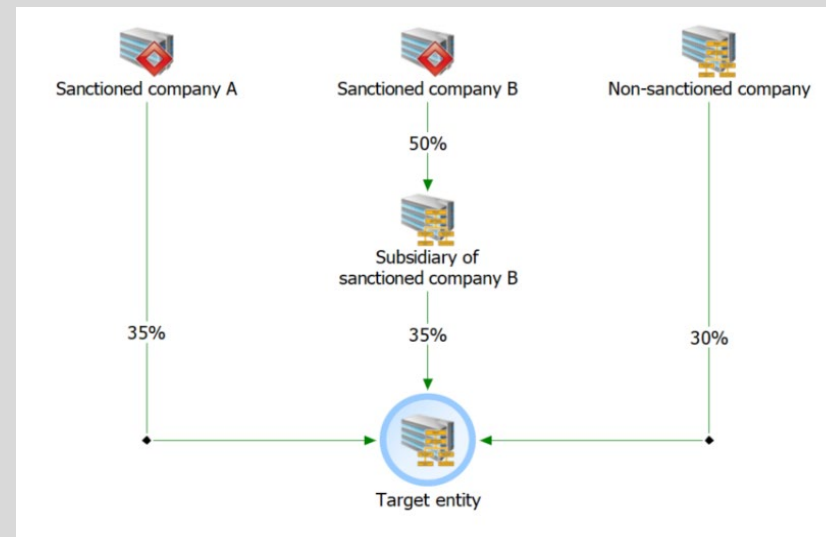 Sanctioned company A
Sanctioned company B
Non-sanctioned company
50%
Subsidiary of
sanctioned company B
35%
35%
30%
Target entity